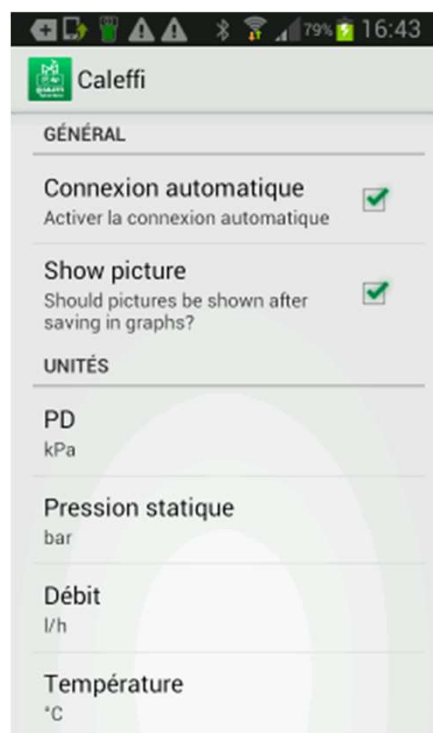 79% 16:43
Caleffi
GÉNÉRAL
Connexion automatique
Activer la connexion automatique
Show picture
Should pictures be shown after
saving in graphs?
UNITÉS
PD
kPa
Pression statique
bar
Débit
l/h
Température
°C